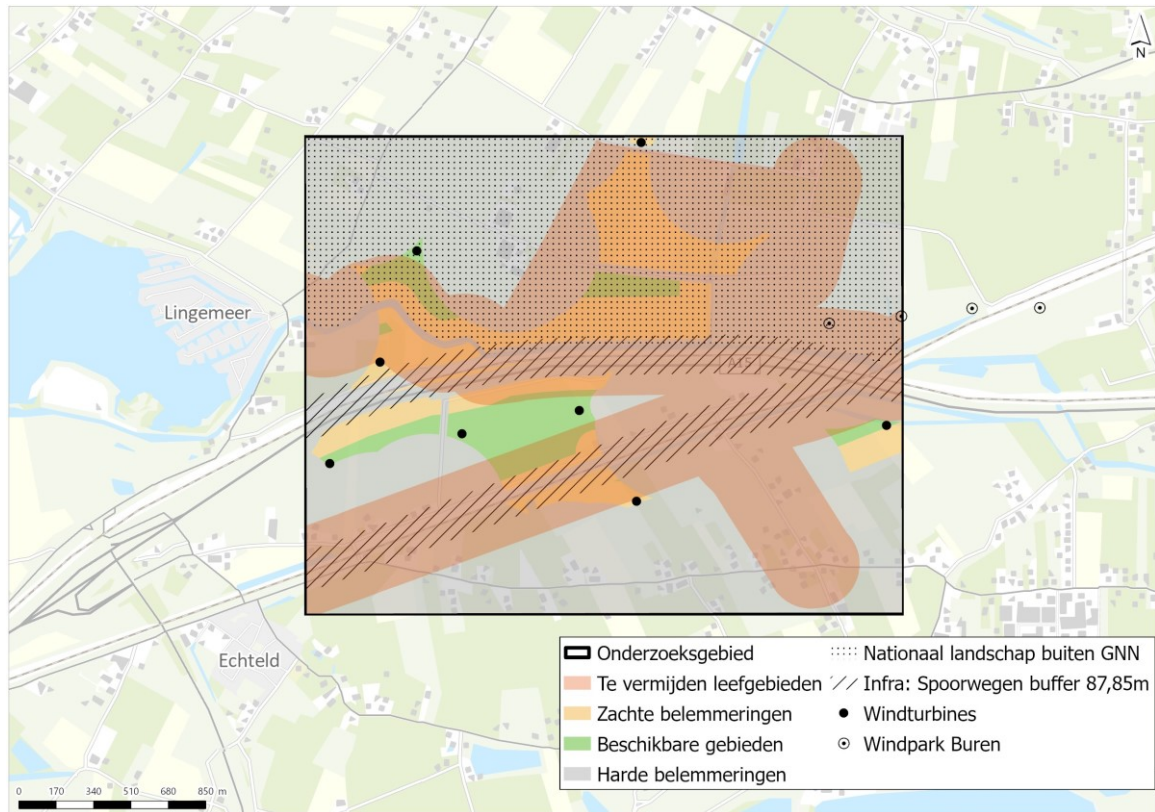 N
Lingemeer
A15
Echteld
Onderzoeksgebied
Te vermijden leefgebieden
Zachte belemmeringen
Beschikbare gebieden
Harde belemmeringen
Nationaal landschap buiten GNN
Infra: Spoorwegen buffer 87,85m
Windturbines
Windpark Buren
0 170 340 510 680 850 m